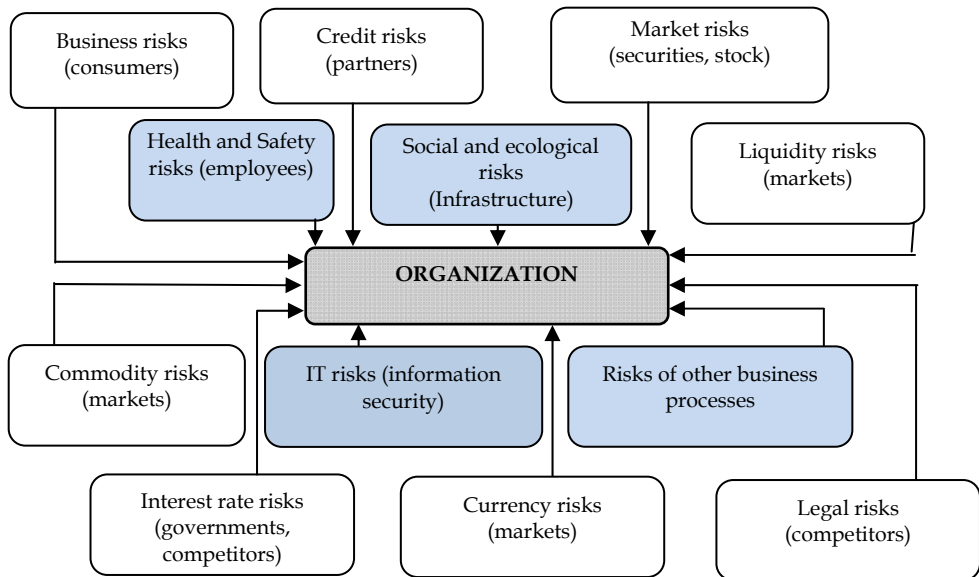 Business risks
(consumers)
Credit risks
(partners)
Market risks
(securities, stock)
Health and Safety
risks (employees)
Social and ecological
risks
(Infrastructure)
Liquidity risks
(markets)
ORGANIZATION
Commodity risks
(markets)
IT risks (information
security)
Risks of other business
processes
Interest rate risks
(governments,
competitors)
Currency risks
(markets)
Legal risks
(competitors)